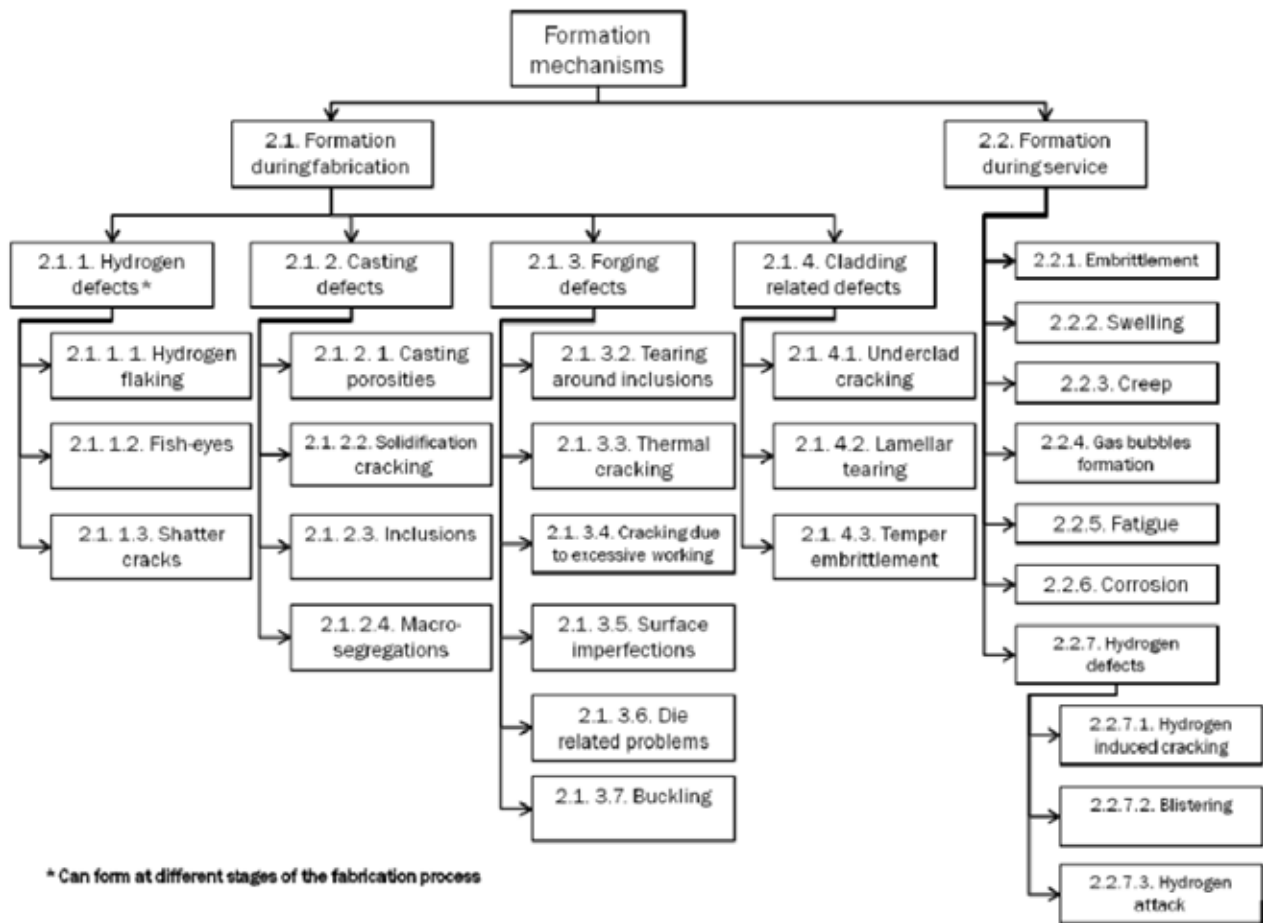 Formation
mechanisms
2.1. Formation
during fabrication
2.2. Formation
during service
2.1. 1. Hydrogen
defects *
2.1. 2. Casting
defects
2.1. 3. Forging
defects
2.1. 4. Cladding
related defects
2.1. 1. 1. Hydrogen
flaking
2.1. 1.2. Fish-eyes
2.1. 1.3. Shatter
cracks
2.1. 2. 1. Casting
porosities
2.1. 2.2. Solidification
cracking
2.1. 2.3. Inclusions
2.1. 2.4. Macro-
segregations
2.1. 3.2. Tearing
around inclusions
2.1. 3.3. Thermal
cracking
2.1. 3.4. Cracking due
to excessive working
2.1. 3.5. Surface
imperfections
2.1. 3.6. Die
related problems
2.1. 3.7. Buckling
2.1. 4.1. Underclad
cracking
2.1. 4.2. Lamellar
tearing
2.1. 4.3. Temper
embrittlement
2.2.1. Embrittlement
2.2.2. Swelling
2.2.3. Creep
2.2.4. Gas bubbles
formation
2.2.5. Fatigue
2.2.6. Corrosion
2.2.7. Hydrogen
defects
2.2.7.1. Hydrogen
induced cracking
2.2.7.2. Blistering
2.2.7.3. Hydrogen
attack
* Can form at different stages of the fabrication process